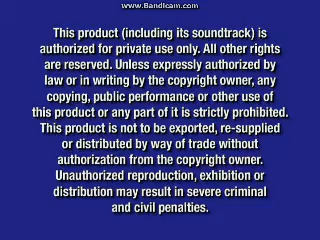 www.Bandicam.com
This product (including its soundtrack) is
authorized for private use only. All other rights
are reserved. Unless expressly authorized by
law or in writing by the copyright owner, any
copying, public performance or other use of
this product or any part of it is strictly prohibited.
This product is not to be exported, re-supplied
or distributed by way of trade without
authorization from the copyright owner.
Unauthorized reproduction, exhibition or
distribution may result in severe criminal
and civil penalties.